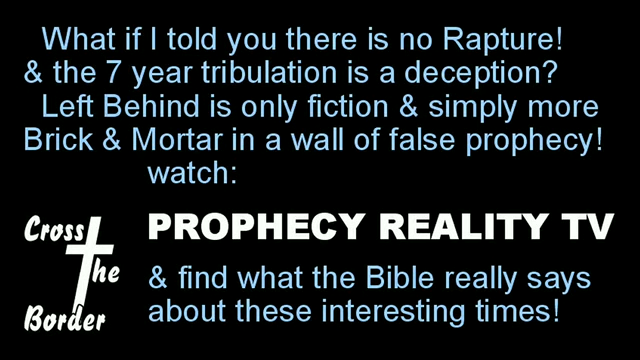 What if I told you there is no Rapture!
& the 7 year tribulation is a deception?
Left Behind is only fiction & simply more
Brick & Mortar in a wall of false prophecy!
watch:
PROPHECY REALITY TV
& find what the Bible really says
about these interesting times!
Cross
the
Border